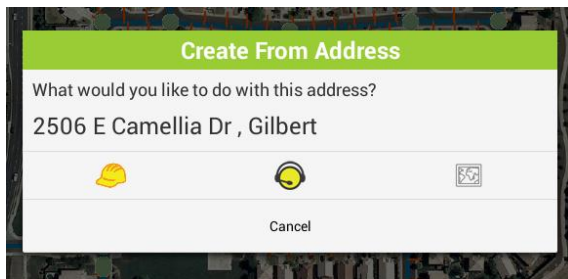 Create From Address
What would you like to do with this address?
2506 E Camellia Dr , Gilbert
Cancel